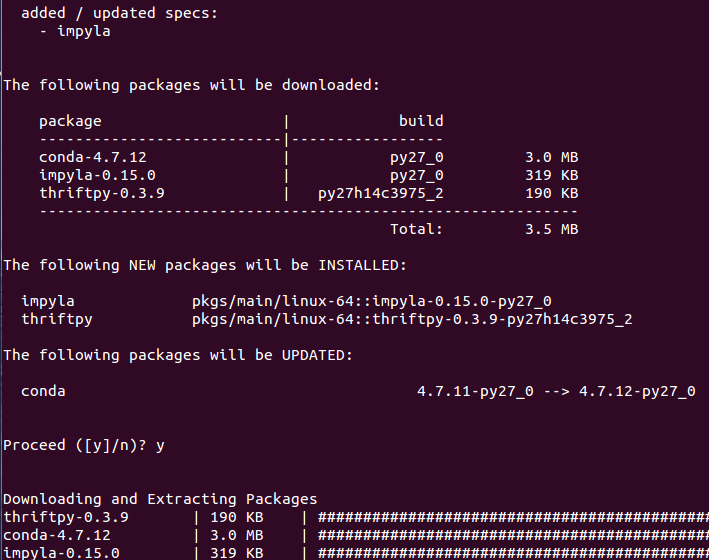 added / updated specs:
- impyla
The following packages will be downloaded:
package | build
---------------------------|-----------------
conda-4.7.12 | py27_0 3.0 MB
impyla-0.15.0 | py27_0 319 KB
thriftpy-0.3.9 | py27h14c3975_2 190 KB
------------------------------------------------------------
Total: 3.5 MB
The following NEW packages will be INSTALLED:
impyla pkgs/main/linux-64::impyla-0.15.0-py27_0
thriftpy pkgs/main/linux-64::thriftpy-0.3.9-py27h14c3975_2
The following packages will be UPDATED:
conda 4.7.11-py27_0 --> 4.7.12-py27_0
Proceed ([y]/n)? y
Downloading and Extracting Packages
thriftpy-0.3.9 | 190 KB | ############################################
conda-4.7.12 | 3.0 MB | ############################################
impyla-0.15.0 | 319 KB | ############################################